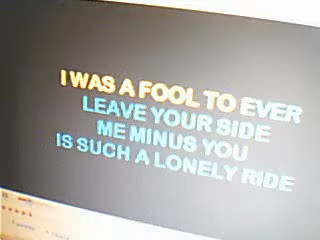 I WAS A FOOL TO EVER
LEAVE YOUR SIDE
ME MINUS YOU
IS SUCH A LONELY RIDE